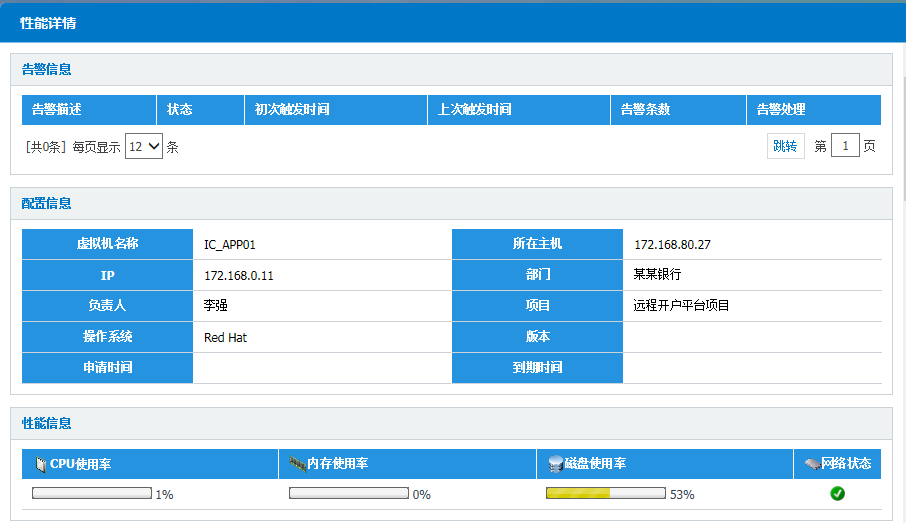 性能详情
告警信息
告警描述 状态 初次触发时间 上次触发时间 告警条数 告警处理
[共0条] 每页显示 12 条 跳转 第 1 页
配置信息
虚拟机名称 IC_APP01 所在主机 172.168.80.27
IP 172.168.0.11 部门 某某银行
负责人 李强 项目 远程开户平台项目
操作系统 Red Hat 版本
申请时间 到期时间
性能信息
CPU使用率 内存使用率 磁盘使用率 网络状态
1% 0% 53%